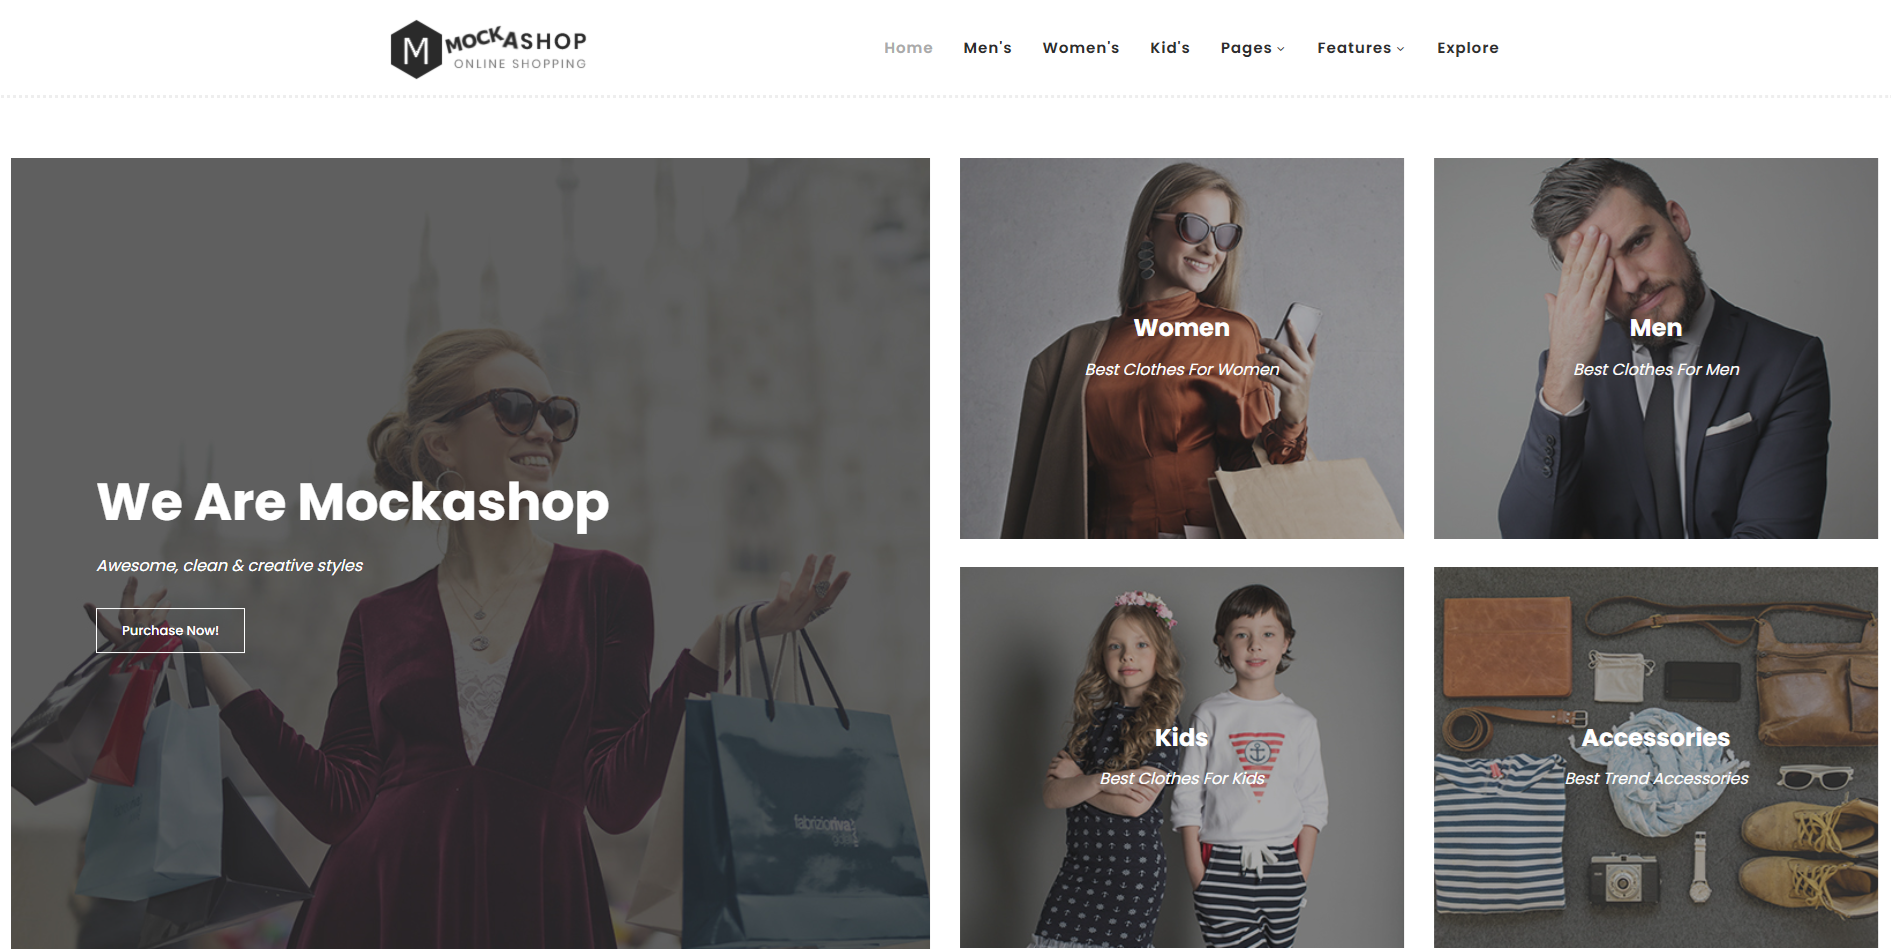 M MOCKASHOP
ONLINE SHOPPING
Home Men's Women's Kid's Pages Features Explore
We Are Mockashop
Awesome, clean & creative styles
Purchase Now!
fabrizioriva
Women
Best Clothes For Women
Men
Best Clothes For Men
Kids
Best Clothes For Kids
Accessories
Best Trend Accessories